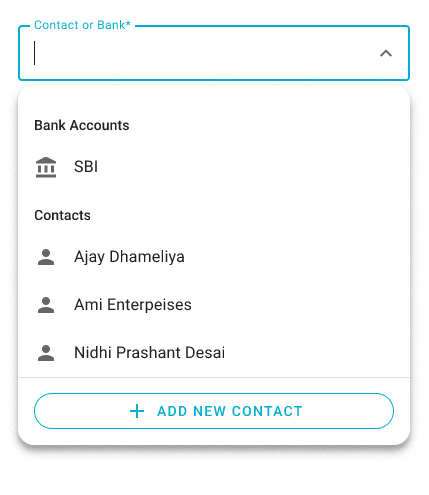 Contact or Bank*
Bank Accounts
SBI
Contacts
Ajay Dhameliya
Ami Enterpeises
Nidhi Prashant Desai
ADD NEW CONTACT